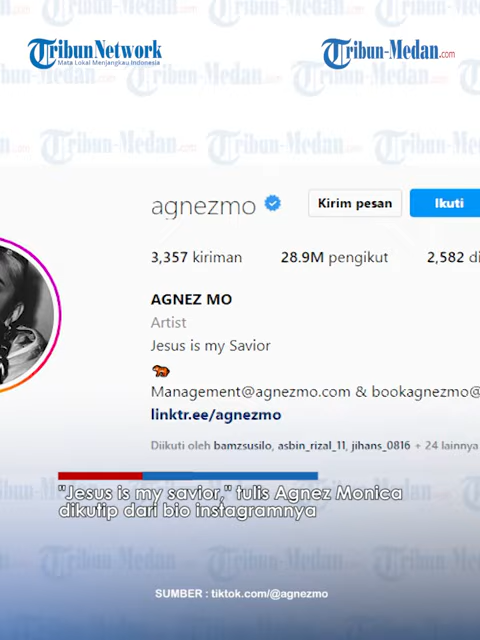 Tribun Network
Mata Lokal Menjangkau Indonesia
Tribun-Medan.com
agnezmo
Kirim pesan
Ikuti
3,357 kiriman
28.9M pengikut
2,582 di
AGNEZ MO
Artist
Jesus is my Savior
Management@agnezmo.com & bookagnezmo@
linktr.ee/agnezmo
Diikuti oleh bamzsusilo, asbin_rizal_11, jihans_0816 + 24 lainnya
"Jesus is my savior," tulis Agnez Monica
dikutip dari bio instagramnya
SUMBER : tiktok.com/@agnezmo